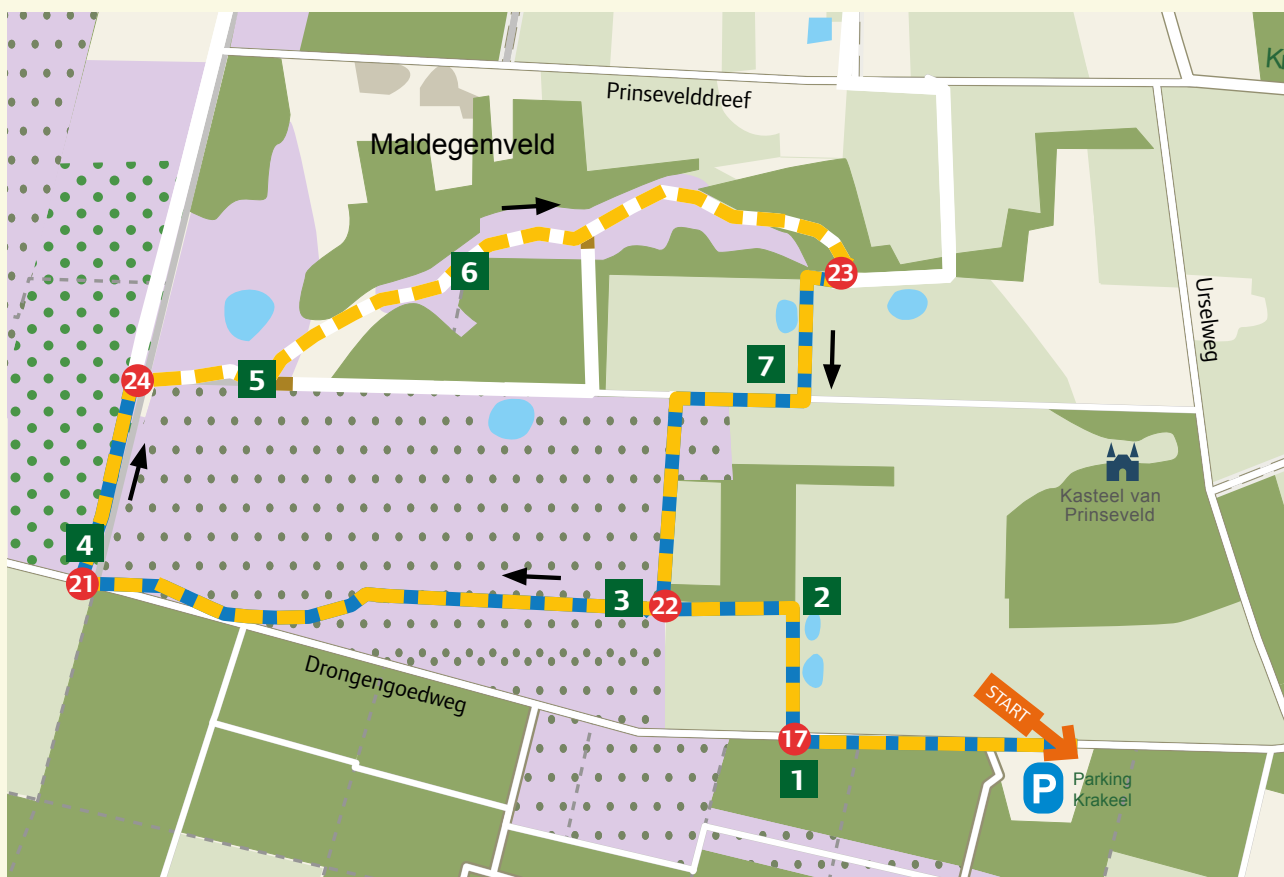 K
Prinsevelddreef
Maldegemveld
6
23
Urselweg
7
24
5
Kasteel van
Prinseveld
4
21
3
22
2
Drongengoedweg
START
17
1
P
Parking
Krakeel